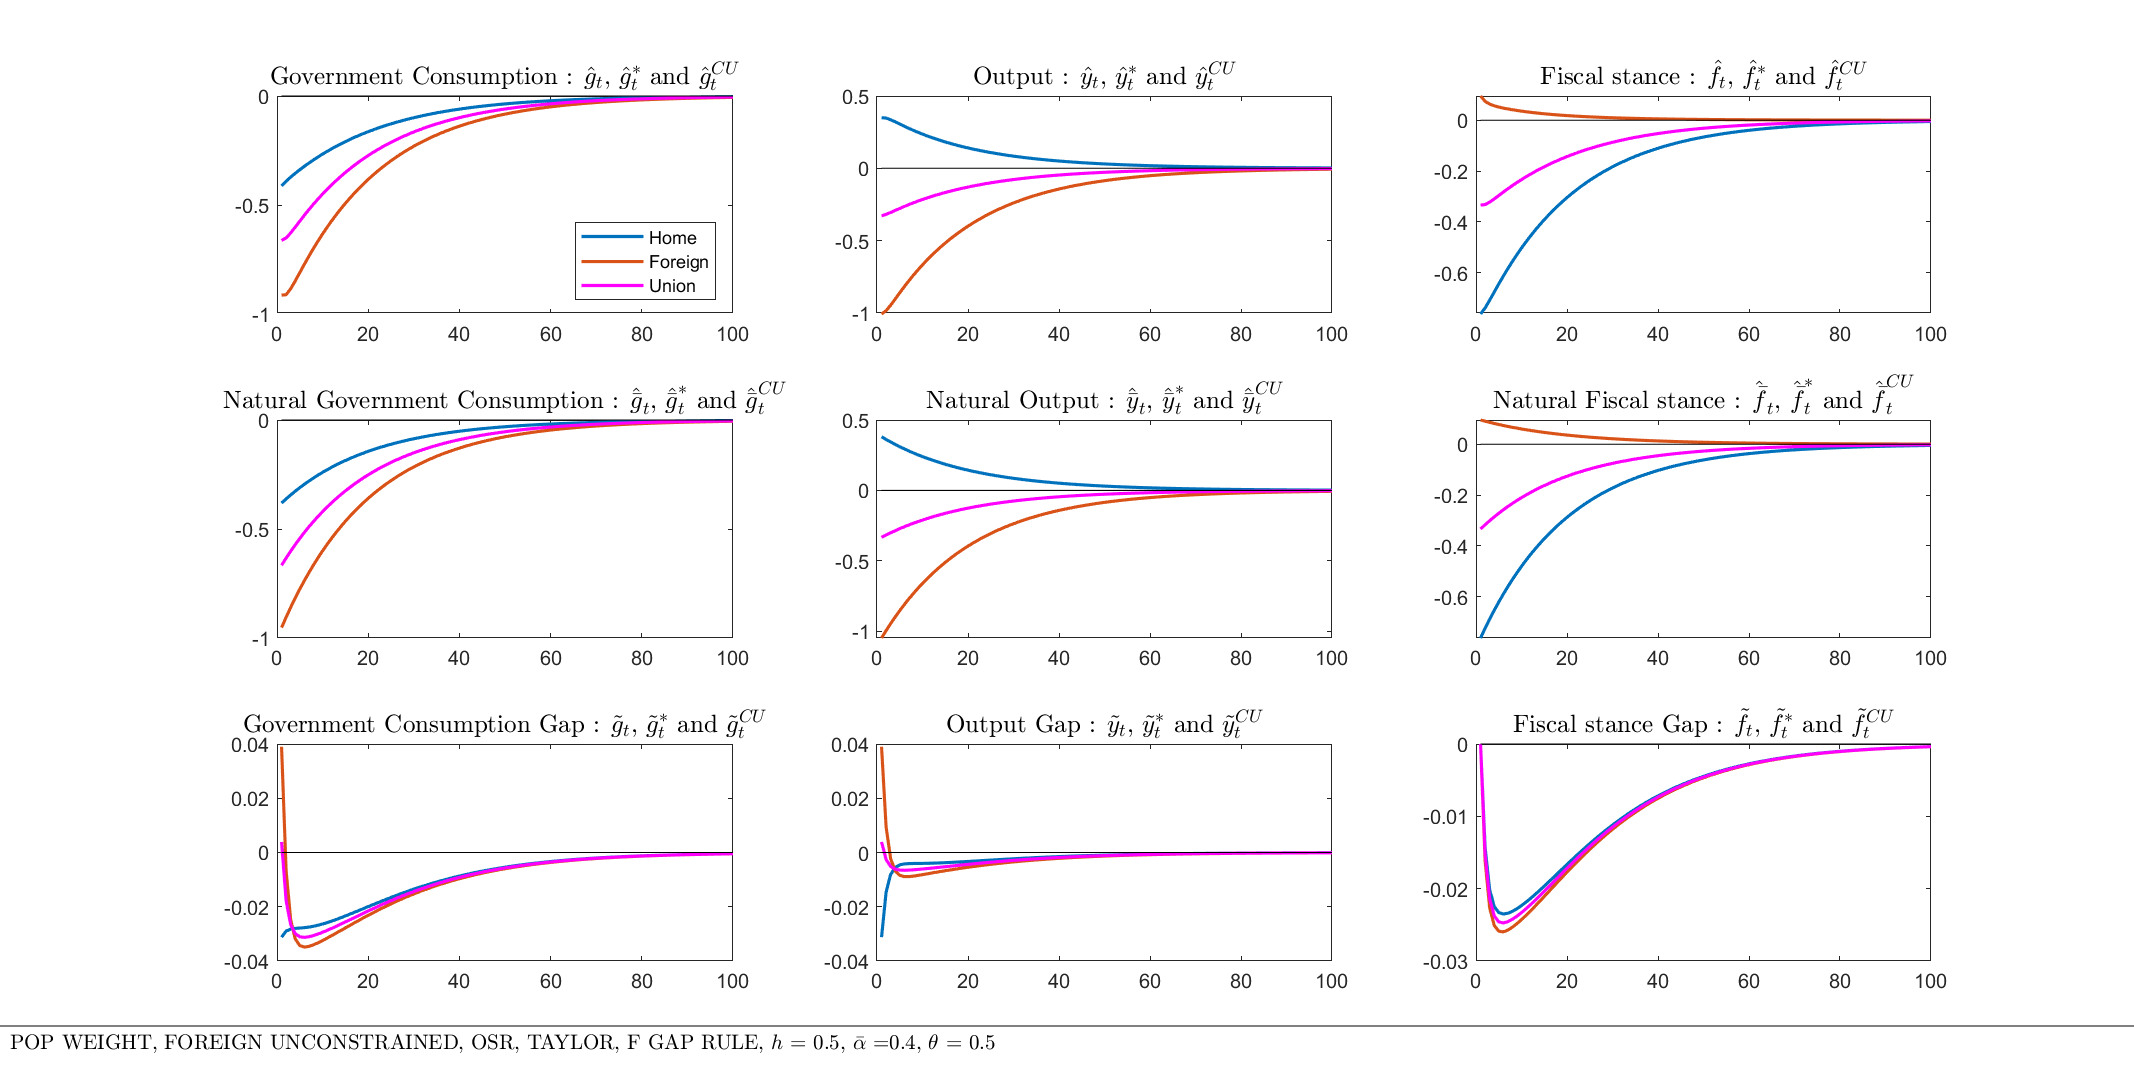 Government Consumption : ĝₜ, ĝₜ* and ĝₜᶜᵁ
0
-0.5
-1
0 20 40 60 80 100
Home
Foreign
Union
Output : ŷₜ, ŷₜ* and ŷₜᶜᵁ
0.5
0
-0.5
-1
0 20 40 60 80 100
Fiscal stance : f̂ₜ, f̂ₜ* and f̂ₜᶜᵁ
0
-0.2
-0.4
-0.6
0 20 40 60 80 100
Natural Government Consumption : ḡ̂ₜ, ḡ̂ₜ* and ḡ̂ₜᶜᵁ
0
-0.5
-1
0 20 40 60 80 100
Natural Output : ȳ̂ₜ, ȳ̂ₜ* and ȳ̂ₜᶜᵁ
0.5
0
-0.5
-1
0 20 40 60 80 100
Natural Fiscal stance : f̄̂ₜ, f̄̂ₜ* and f̄̂ₜᶜᵁ
0
-0.2
-0.4
-0.6
0 20 40 60 80 100
Government Consumption Gap : g̃ₜ, g̃ₜ* and g̃ₜᶜᵁ
0.04
0.02
0
-0.02
-0.04
0 20 40 60 80 100
Output Gap : ỹₜ, ỹₜ* and ỹₜᶜᵁ
0.04
0.02
0
-0.02
-0.04
0 20 40 60 80 100
Fiscal stance Gap : f̃ₜ, f̃ₜ* and f̃ₜᶜᵁ
0
-0.01
-0.02
-0.03
0 20 40 60 80 100
POP WEIGHT, FOREIGN UNCONSTRAINED, OSR, TAYLOR, F GAP RULE, h = 0.5, ᾱ =0.4, θ = 0.5